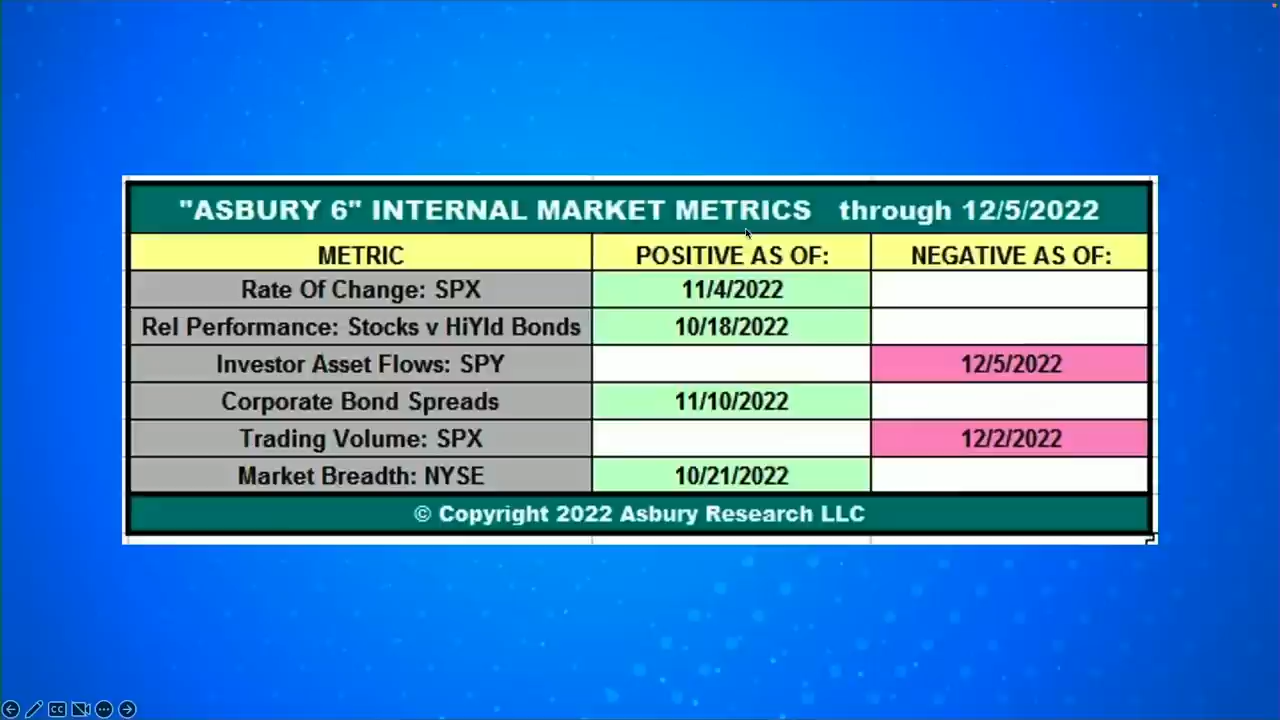 "ASBURY 6" INTERNAL MARKET METRICS through 12/5/2022
METRIC POSITIVE AS OF: NEGATIVE AS OF:
Rate Of Change: SPX 11/4/2022
Rel Performance: Stocks v HiYld Bonds 10/18/2022
Investor Asset Flows: SPY 12/5/2022
Corporate Bond Spreads 11/10/2022
Trading Volume: SPX 12/2/2022
Market Breadth: NYSE 10/21/2022
© Copyright 2022 Asbury Research LLC
CC